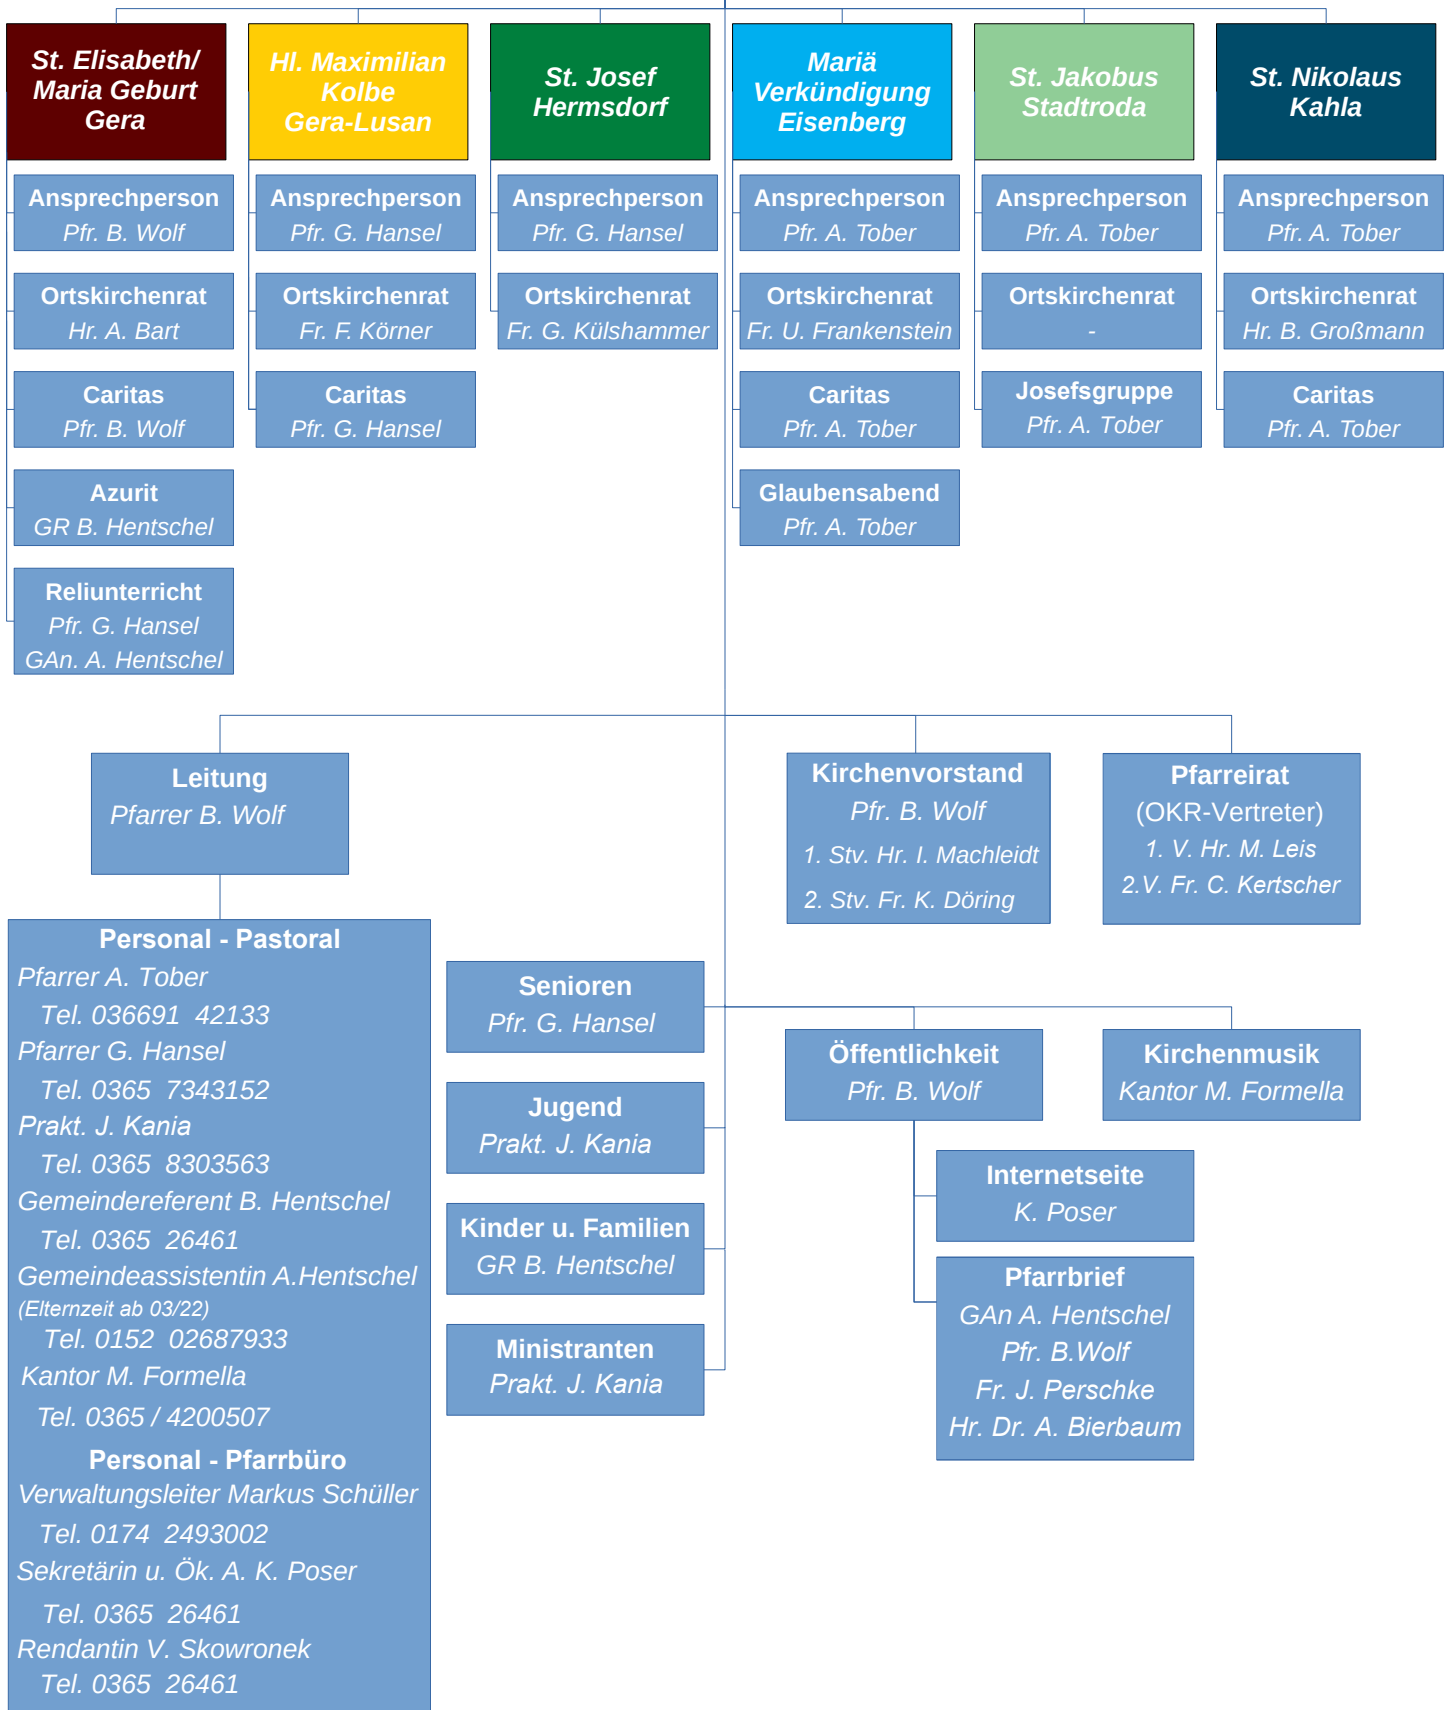 St. Elisabeth/
Maria Geburt
Gera
Hl. Maximilian
Kolbe
Gera-Lusan
St. Josef
Hermsdorf
Mariä
Verkündigung
Eisenberg
St. Jakobus
Stadtroda
St. Nikolaus
Kahla
Ansprechperson
Pfr. B. Wolf
Ortskirchenrat
Hr. A. Bart
Caritas
Pfr. B. Wolf
Azurit
GR B. Hentschel
Reliunterricht
Pfr. G. Hansel
GAn. A. Hentschel
Ansprechperson
Pfr. G. Hansel
Ortskirchenrat
Fr. F. Körner
Caritas
Pfr. G. Hansel
Ansprechperson
Pfr. G. Hansel
Ortskirchenrat
Fr. G. Külshammer
Ansprechperson
Pfr. A. Tober
Ortskirchenrat
Fr. U. Frankenstein
Caritas
Pfr. A. Tober
Glaubensabend
Pfr. A. Tober
Ansprechperson
Pfr. A. Tober
Ortskirchenrat
-
Josefsgruppe
Pfr. A. Tober
Ansprechperson
Pfr. A. Tober
Ortskirchenrat
Hr. B. Großmann
Caritas
Pfr. A. Tober
Leitung
Pfarrer B. Wolf
Kirchenvorstand
Pfr. B. Wolf
1. Stv. Hr. I. Machleidt
2. Stv. Fr. K. Döring
Pfarreirat
(OKR-Vertreter)
1. V. Hr. M. Leis
2.V. Fr. C. Kertscher
Personal - Pastoral
Pfarrer A. Tober
Tel. 036691 42133
Pfarrer G. Hansel
Tel. 0365 7343152
Prakt. J. Kania
Tel. 0365 8303563
Gemeindereferent B. Hentschel
Tel. 0365 26461
Gemeindeassistentin A.Hentschel
(Elternzeit ab 03/22)
Tel. 0152 02687933
Kantor M. Formella
Tel. 0365 / 4200507
Personal - Pfarrbüro
Verwaltungsleiter Markus Schüller
Tel. 0174 2493002
Sekretärin u. Ök. A. K. Poser
Tel. 0365 26461
Rendantin V. Skowronek
Tel. 0365 26461
Senioren
Pfr. G. Hansel
Jugend
Prakt. J. Kania
Kinder u. Familien
GR B. Hentschel
Ministranten
Prakt. J. Kania
Öffentlichkeit
Pfr. B. Wolf
Kirchenmusik
Kantor M. Formella
Internetseite
K. Poser
Pfarrbrief
GAn A. Hentschel
Pfr. B.Wolf
Fr. J. Perschke
Hr. Dr. A. Bierbaum